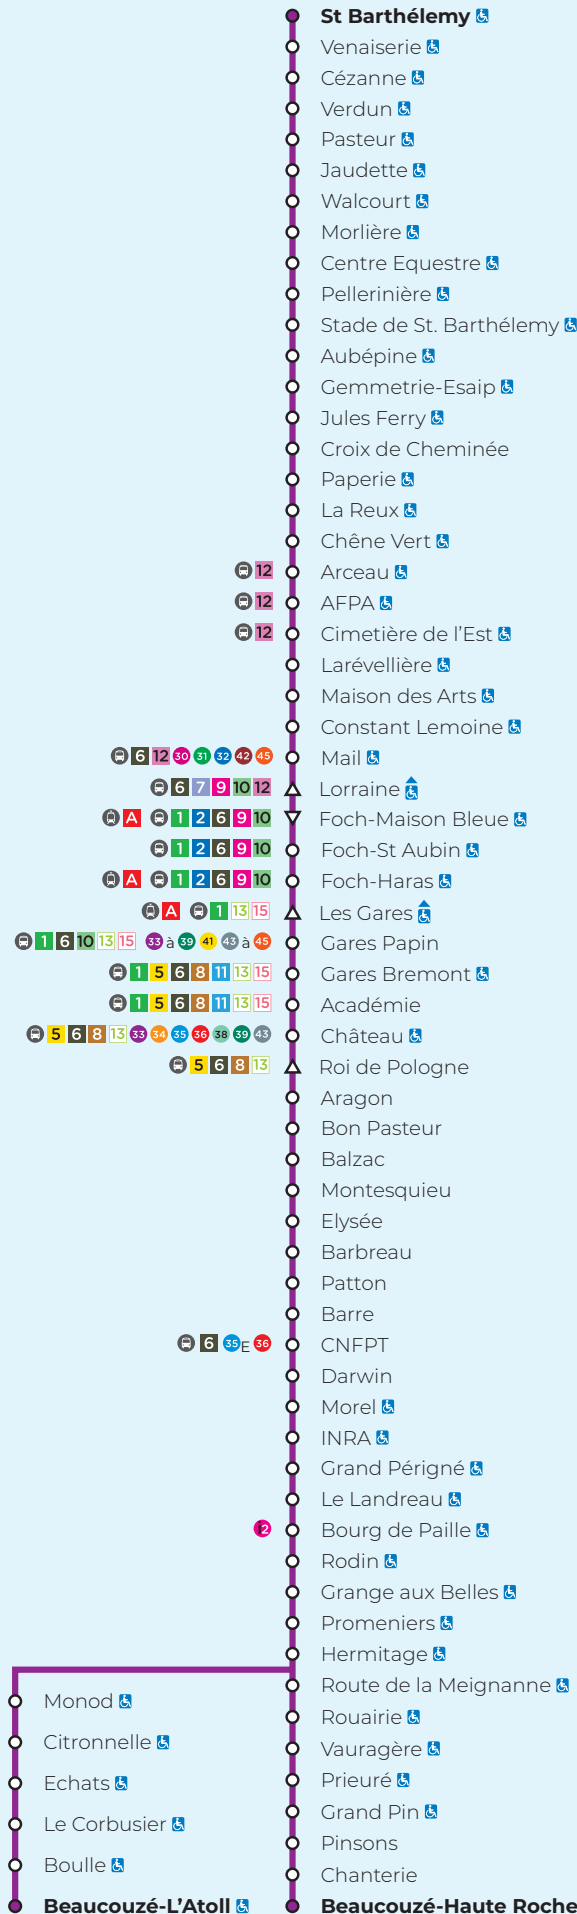 St Barthélemy
Venaiserie
Cézanne
Verdun
Pasteur
Jaudette
Walcourt
Morlière
Centre Equestre
Pellerinière
Stade de St. Barthélemy
Aubépine
Gemmetrie-Esaip
Jules Ferry
Croix de Cheminée
Paperie
La Reux
Chêne Vert
12 Arceau
12 AFPA
12 Cimetière de l'Est
Larévellière
Maison des Arts
Constant Lemoine
6 12 30 31 32 42 45 Mail
6 7 9 10 12 Lorraine
A 1 2 6 9 10 Foch-Maison Bleue
1 2 6 9 10 Foch-St Aubin
A 1 2 6 9 10 Foch-Haras
A 1 13 15 Les Gares
1 6 10 13 15 33 à 39 41 43 à 45 Gares Papin
1 5 6 8 11 13 15 Gares Bremont
1 5 6 8 11 13 15 Académie
5 6 8 13 33 34 35 36 38 39 43 Château
5 6 8 13 Roi de Pologne
Aragon
Bon Pasteur
Balzac
Montesquieu
Elysée
Barbreau
Patton
Barre
6 35E 36 CNFPT
Darwin
Morel
INRA
Grand Périgné
Le Landreau
Bourg de Paille
Rodin
Grange aux Belles
Promeniers
Hermitage
Route de la Meignanne
Rouairie
Vauragère
Prieuré
Grand Pin
Pinsons
Chanterie
Beaucouzé-Haute Roche
Monod
Citronnelle
Echats
Le Corbusier
Boulle
Beaucouzé-L'Atoll